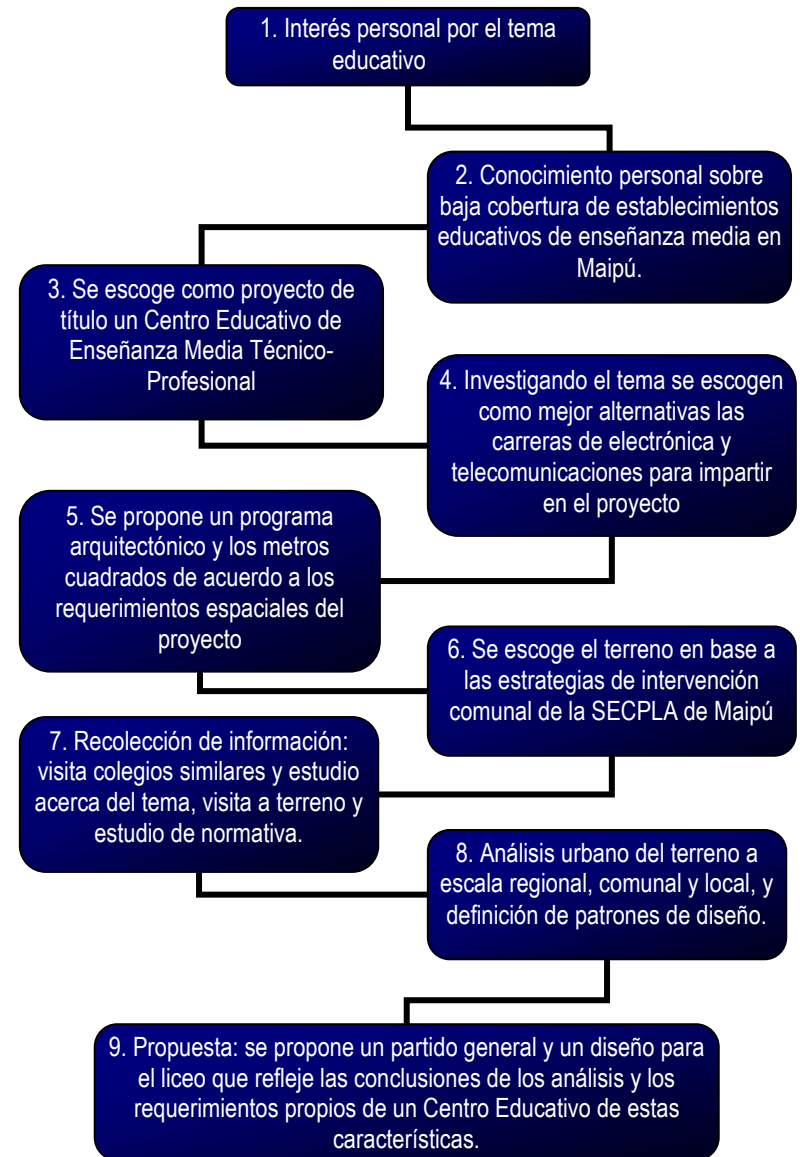 1. Interés personal por el tema
educativo
2. Conocimiento personal sobre
baja cobertura de establecimientos
educativos de enseñanza media en
Maipú.
3. Se escoge como proyecto de
título un Centro Educativo de
Enseñanza Media Técnico-
Profesional
4. Investigando el tema se escogen
como mejor alternativas las
carreras de electrónica y
telecomunicaciones para impartir
en el proyecto
5. Se propone un programa
arquitectónico y los metros
cuadrados de acuerdo a los
requerimientos espaciales del
proyecto
6. Se escoge el terreno en base a
las estrategias de intervención
comunal de la SECPLA de Maipú
7. Recolección de información:
visita colegios similares y estudio
acerca del tema, visita a terreno y
estudio de normativa.
8. Análisis urbano del terreno a
escala regional, comunal y local, y
definición de patrones de diseño.
9. Propuesta: se propone un partido general y un diseño para
el liceo que refleje las conclusiones de los análisis y los
requerimientos propios de un Centro Educativo de estas
características.